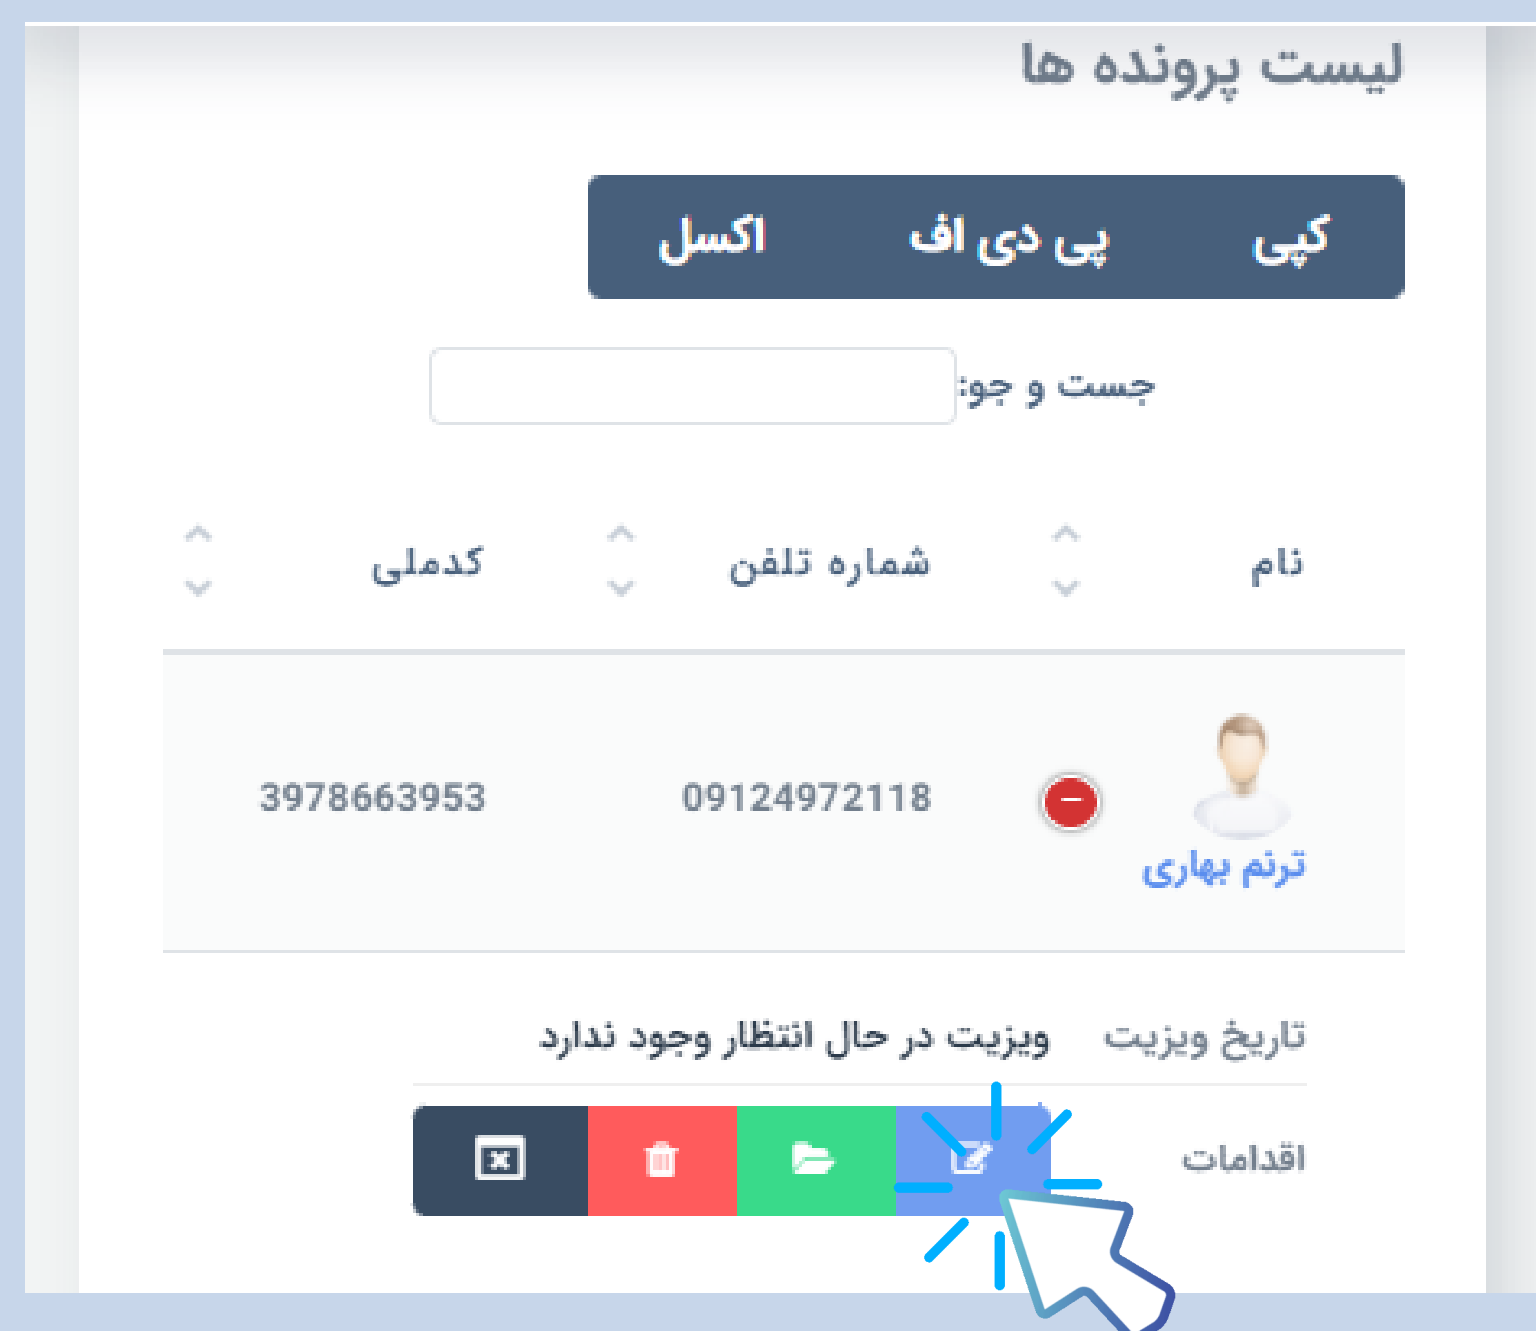 لیست پرونده ها
کپی پی دی اف اکسل
جست و جو:
نام شماره تلفن کدملی
09124972118 3978663953
ترنم بهاری
تاریخ ویزیت ویزیت در حال انتظار وجود ندارد
اقدامات